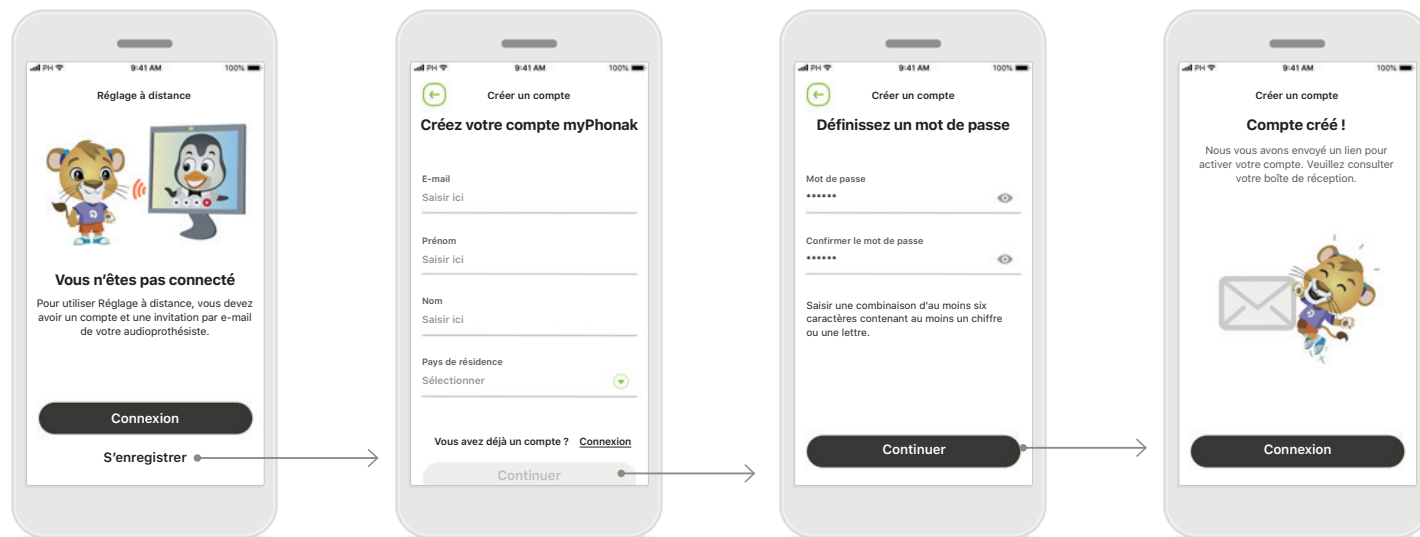 PH
9:41 AM
100%
Réglage à distance
Vous n'êtes pas connecté
Pour utiliser Réglage à distance, vous devez
avoir un compte et une invitation par e-mail
de votre audioprothésiste.
Connexion
S'enregistrer
PH
9:41 AM
100%
Créer un compte
Créez votre compte myPhonak
E-mail
Saisir ici
Prénom
Saisir ici
Nom
Saisir ici
Pays de résidence
Sélectionner
Vous avez déjà un compte ? Connexion
Continuer
PH
9:41 AM
100%
Créer un compte
Définissez un mot de passe
Mot de passe
******
Confirmer le mot de passe
******
Saisir une combinaison d'au moins six
caractères contenant au moins un chiffre
ou une lettre.
Continuer
PH
9:41 AM
100%
Créer un compte
Compte créé !
Nous vous avons envoyé un lien pour
activer votre compte. Veuillez consulter
votre boîte de réception.
Connexion